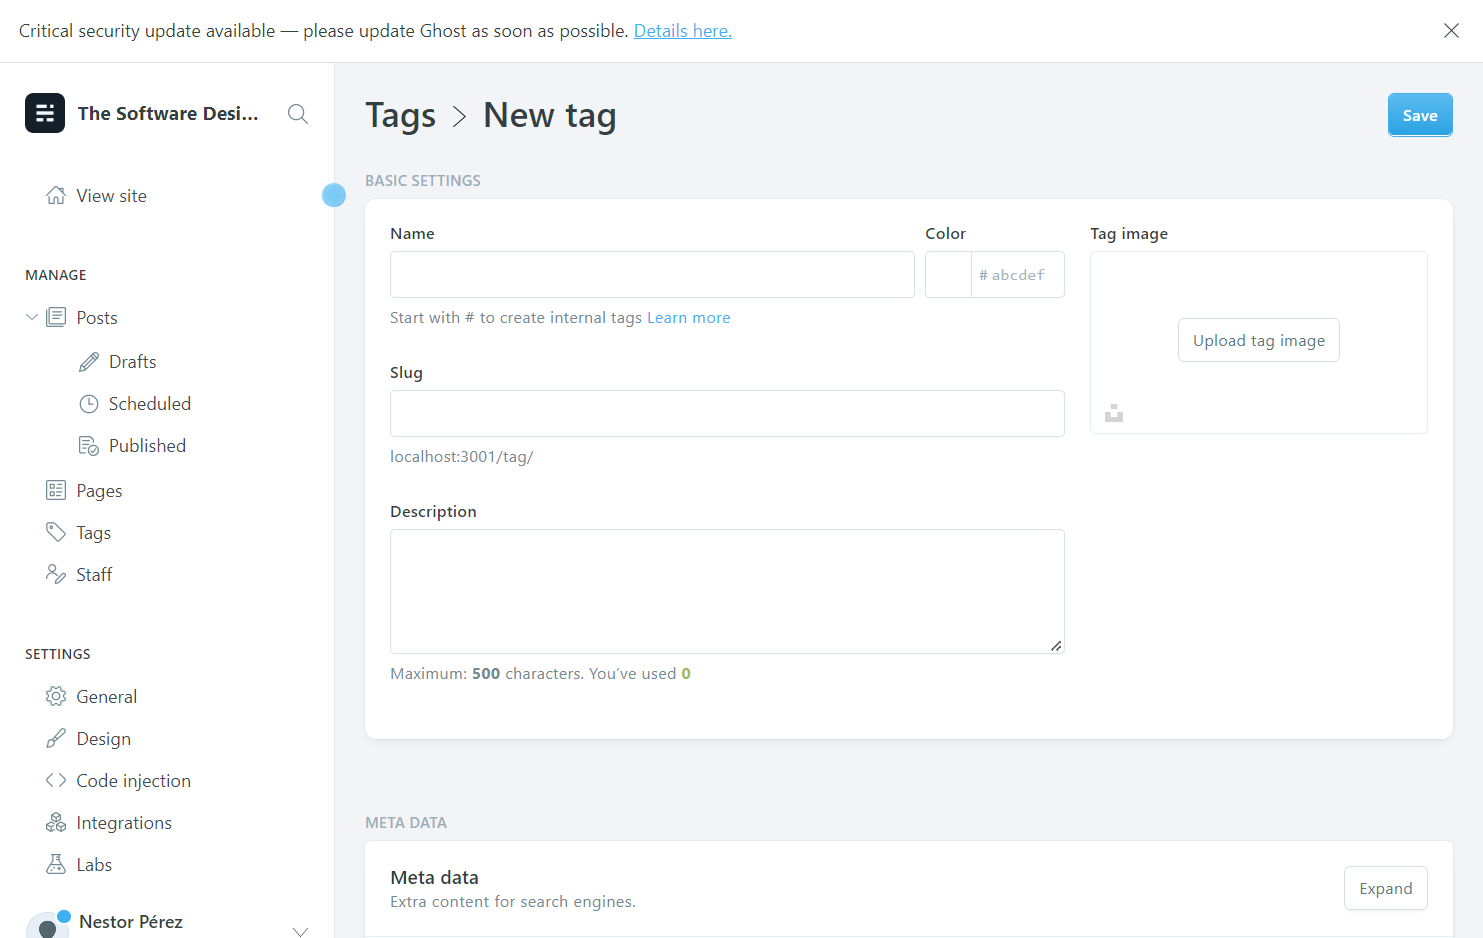 Critical security update available — please update Ghost as soon as possible. Details here.
The Software Desi...
View site
MANAGE
Posts
Drafts
Scheduled
Published
Pages
Tags
Staff
SETTINGS
General
Design
Code injection
Integrations
Labs
Nestor Pérez
Tags > New tag
Save
BASIC SETTINGS
Name
Color
Tag image
# abcdef
Start with # to create internal tags Learn more
Upload tag image
Slug
localhost:3001/tag/
Description
Maximum: 500 characters. You’ve used 0
META DATA
Meta data
Extra content for search engines.
Expand